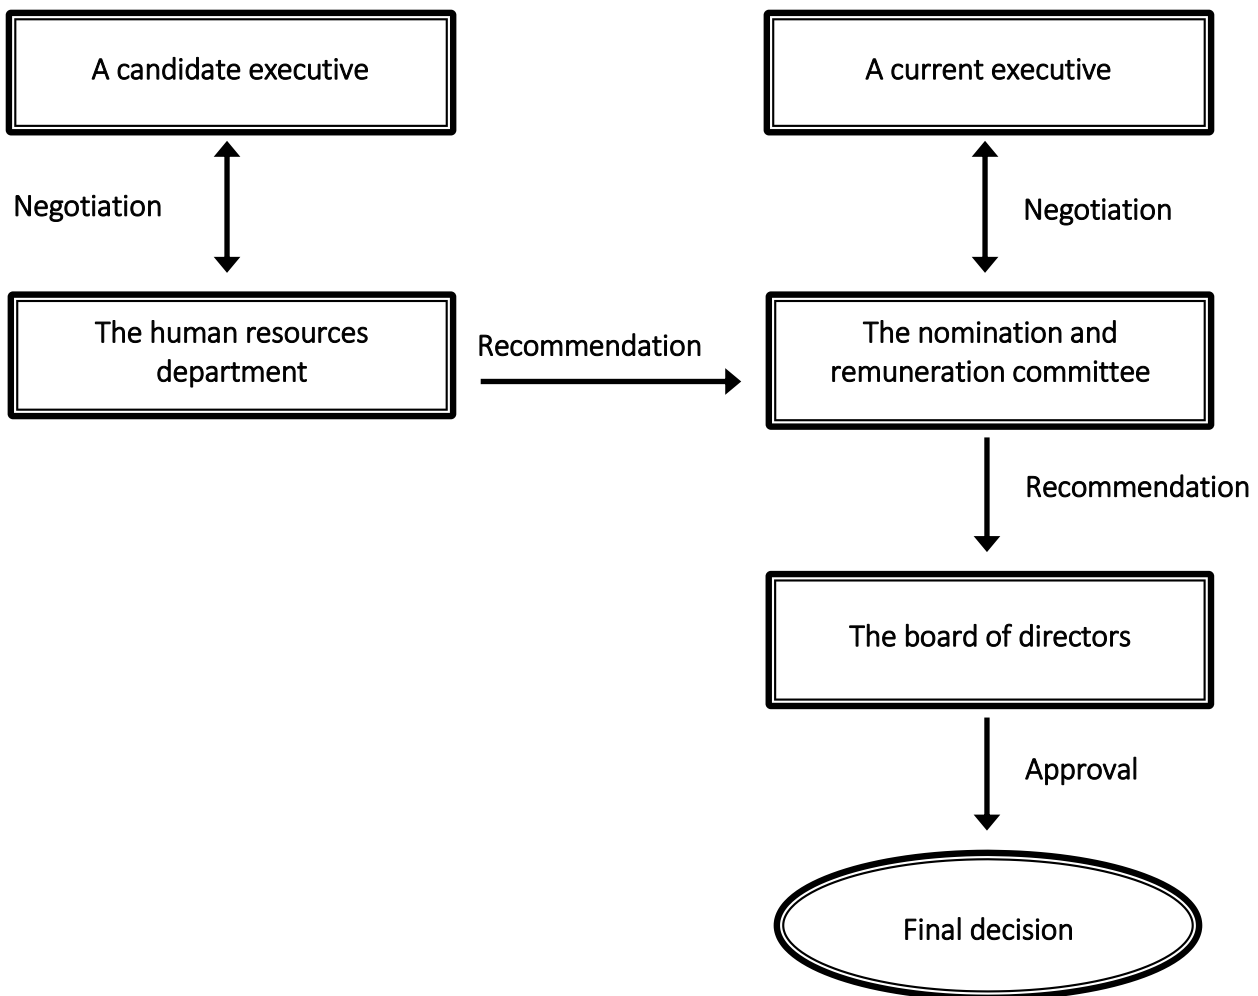 A candidate executive
A current executive
Negotiation
Negotiation
The human resources
department
Recommendation
The nomination and
remuneration committee
Recommendation
The board of directors
Approval
Final decision